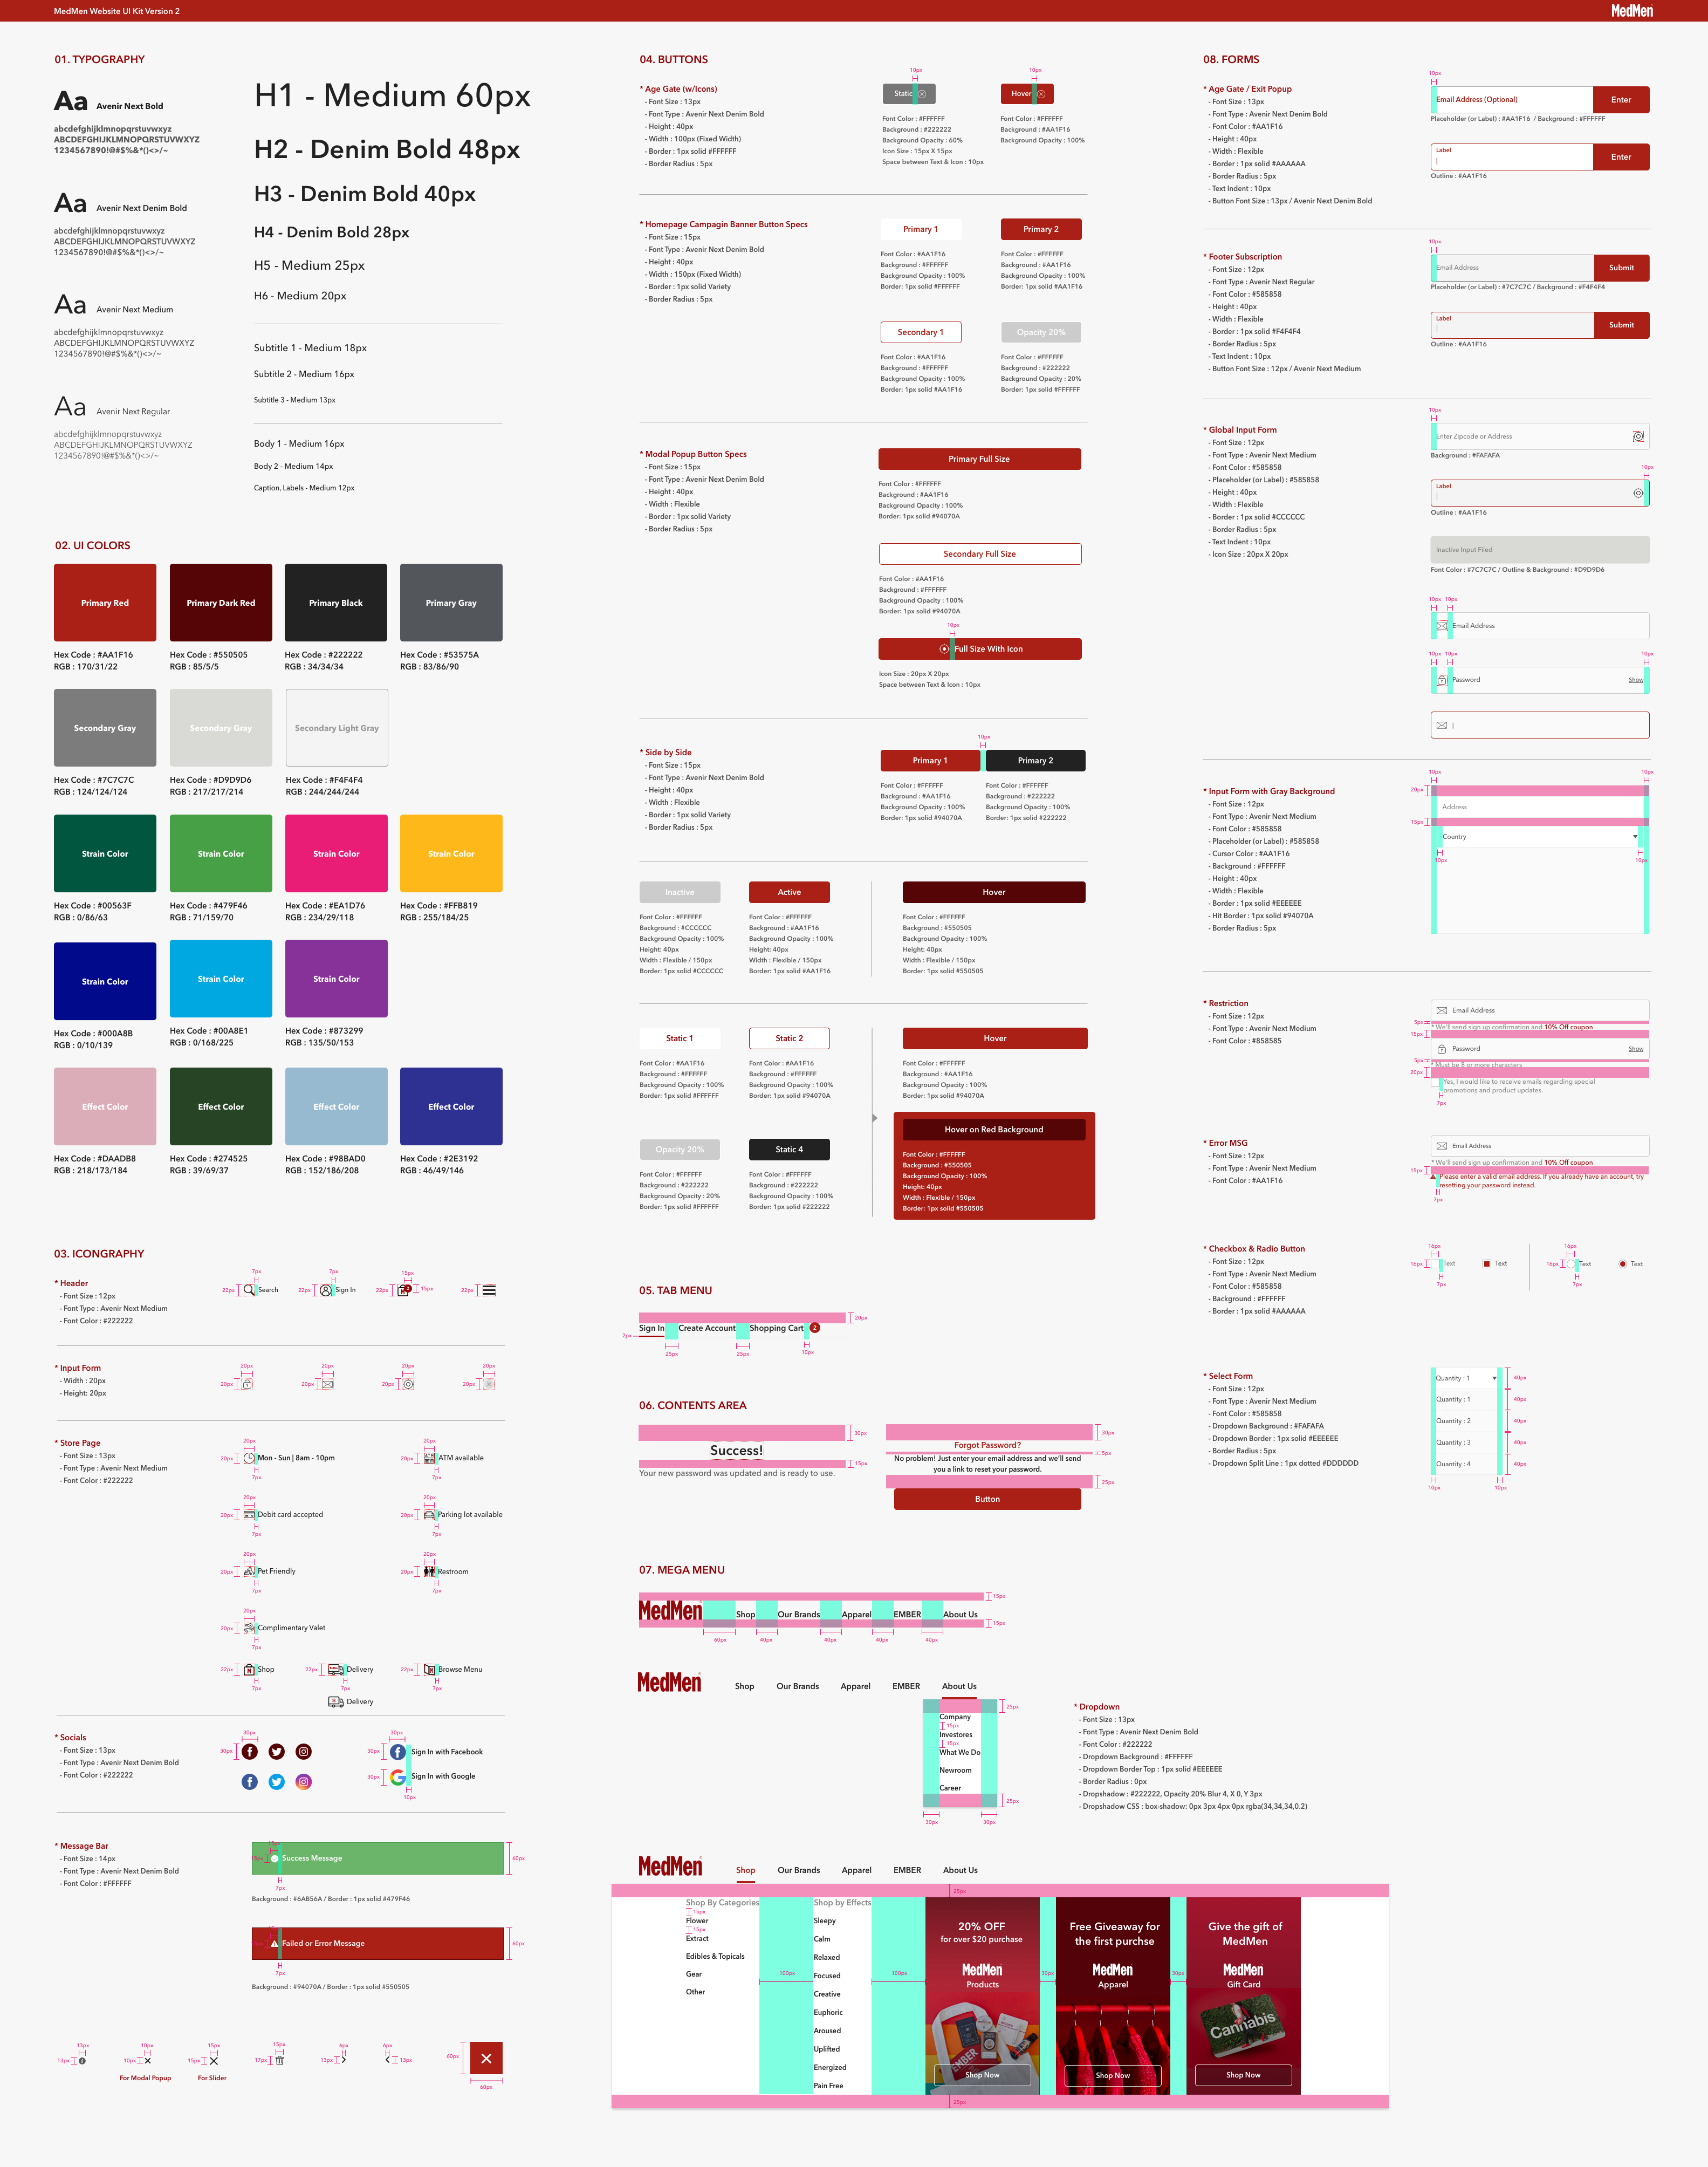 MedMen Website UI Kit Version 2
MedMen
01. TYPOGRAPHY
Aa Avenir Next Bold
abcdefghijklmnopqrstuvwxyz
ABCDEFGHIJKLMNOPQRSTUVWXYZ
1234567890!@#$%&*()<>/~
Aa Avenir Next Denim Bold
abcdefghijklmnopqrstuvwxyz
ABCDEFGHIJKLMNOPQRSTUVWXYZ
1234567890!@#$%&*()<>/~
Aa Avenir Next Medium
abcdefghijklmnopqrstuvwxyz
ABCDEFGHIJKLMNOPQRSTUVWXYZ
1234567890!@#$%&*()<>/~
Aa Avenir Next Regular
abcdefghijklmnopqrstuvwxyz
ABCDEFGHIJKLMNOPQRSTUVWXYZ
1234567890!@#$%&*()<>/~
H1 - Medium 60px
H2 - Denim Bold 48px
H3 - Denim Bold 40px
H4 - Denim Bold 28px
H5 - Medium 25px
H6 - Medium 20px
Subtitle 1 - Medium 18px
Subtitle 2 - Medium 16px
Subtitle 3 - Medium 13px
Body 1 - Medium 16px
Body 2 - Medium 14px
Caption, Labels - Medium 12px
02. UI COLORS
Primary Red
Hex Code : #AA1F16
RGB : 170/31/22
Primary Dark Red
Hex Code : #550505
RGB : 85/5/5
Primary Black
Hex Code : #222222
RGB : 34/34/34
Primary Gray
Hex Code : #53575A
RGB : 83/86/90
Secondary Gray
Hex Code : #7C7C7C
RGB : 124/124/124
Secondary Gray
Hex Code : #D9D9D6
RGB : 217/217/214
Secondary Light Gray
Hex Code : #F4F4F4
RGB : 244/244/244
Strain Color
Hex Code : #00563F
RGB : 0/86/63
Strain Color
Hex Code : #479F46
RGB : 71/159/70
Strain Color
Hex Code : #EA1D76
RGB : 234/29/118
Strain Color
Hex Code : #FFB819
RGB : 255/184/25
Strain Color
Hex Code : #000A8B
RGB : 0/10/139
Strain Color
Hex Code : #00A8E1
RGB : 0/168/225
Strain Color
Hex Code : #873299
RGB : 135/50/153
Effect Color
Hex Code : #DAADB8
RGB : 218/173/184
Effect Color
Hex Code : #274525
RGB : 39/69/37
Effect Color
Hex Code : #98BAD0
RGB : 152/186/208
Effect Color
Hex Code : #2E3192
RGB : 46/49/146
03. ICONGRAPHY
* Header
- Font Size : 12px
- Font Type : Avenir Next Medium
- Font Color : #222222
7px 7px 15px
22px Search 22px Sign In 22px 2 15px 22px
* Input Form
- Width : 20px
- Height: 20px
20px 20px 20px 20px
20px 20px 20px 20px
* Store Page
- Font Size : 13px
- Font Type : Avenir Next Medium
- Font Color : #222222
20px 20px
20px Mon - Sun | 8am - 10pm 20px ATM available
7px 7px
20px 20px
20px Debit card accepted 20px Parking lot available
7px 7px
20px 20px
20px Pet Friendly 20px Restroom
7px 7px
20px
20px Complimentary Valet
7px
22px Shop 22px Delivery 22px Browse Menu
7px 7px 7px
Delivery
* Socials
- Font Size : 13px
- Font Type : Avenir Next Denim Bold
- Font Color : #222222
30px 30px
30px 30px Sign In with Facebook
30px Sign In with Google
10px
* Message Bar
- Font Size : 14px
- Font Type : Avenir Next Denim Bold
- Font Color : #FFFFFF
15px
15px Success Message 60px
7px
Background : #6AB56A / Border : 1px solid #479F46
Failed or Error Message 60px
7px
Background : #94070A / Border : 1px solid #550505
13px 10px 15px 15px 6px 6px
13px 10px 15px 17px 13px 13px 60px
For Modal Popup For Slider
60px
04. BUTTONS
* Age Gate (w/Icons)
- Font Size : 13px
- Font Type : Avenir Next Denim Bold
- Height : 40px
- Width : 100px (Fixed Width)
- Border : 1px solid #FFFFFF
- Border Radius : 5px
10px
Static
Font Color : #FFFFFF
Background : #222222
Background Opacity : 60%
Icon Size : 15px X 15px
Space between Text & Icon : 10px
10px
Hover
Font Color : #FFFFFF
Background : #AA1F16
Background Opacity : 100%
* Homepage Campagin Banner Button Specs
- Font Size : 15px
- Font Type : Avenir Next Denim Bold
- Height : 40px
- Width : 150px (Fixed Width)
- Border : 1px solid Variety
- Border Radius : 5px
Primary 1
Font Color : #AA1F16
Background : #FFFFFF
Background Opacity : 100%
Border: 1px solid #FFFFFF
Primary 2
Font Color : #FFFFFF
Background : #AA1F16
Background Opacity : 100%
Border: 1px solid #AA1F16
Secondary 1
Font Color : #AA1F16
Background : #FFFFFF
Background Opacity : 100%
Border: 1px solid #AA1F16
Opacity 20%
Font Color : #FFFFFF
Background : #222222
Background Opacity : 20%
Border: 1px solid #FFFFFF
* Modal Popup Button Specs
- Font Size : 15px
- Font Type : Avenir Next Denim Bold
- Height : 40px
- Width : Flexible
- Border : 1px solid Variety
- Border Radius : 5px
Primary Full Size
Font Color : #FFFFFF
Background : #AA1F16
Background Opacity : 100%
Border: 1px solid #94070A
Secondary Full Size
Font Color : #AA1F16
Background : #FFFFFF
Background Opacity : 100%
Border: 1px solid #94070A
10px
Full Size With Icon
Icon Size : 20px X 20px
Space between Text & Icon : 10px
* Side by Side
- Font Size : 15px
- Font Type : Avenir Next Denim Bold
- Height : 40px
- Width : Flexible
- Border : 1px solid Variety
- Border Radius : 5px
10px
Primary 1
Font Color : #FFFFFF
Background : #AA1F16
Background Opacity : 100%
Border: 1px solid #94070A
Primary 2
Font Color : #FFFFFF
Background : #222222
Background Opacity : 100%
Border: 1px solid #222222
Inactive
Font Color : #FFFFFF
Background : #CCCCCC
Background Opacity : 100%
Height: 40px
Width : Flexible / 150px
Border: 1px solid #CCCCCC
Active
Font Color : #FFFFFF
Background : #AA1F16
Background Opacity : 100%
Height: 40px
Width : Flexible / 150px
Border: 1px solid #AA1F16
Hover
Font Color : #FFFFFF
Background : #550505
Background Opacity : 100%
Height: 40px
Width : Flexible / 150px
Border: 1px solid #550505
Static 1
Font Color : #AA1F16
Background : #FFFFFF
Background Opacity : 100%
Border: 1px solid #FFFFFF
Static 2
Font Color : #AA1F16
Background : #FFFFFF
Background Opacity : 100%
Border: 1px solid #94070A
Hover
Font Color : #FFFFFF
Background : #AA1F16
Background Opacity : 100%
Border: 1px solid #94070A
Opacity 20%
Font Color : #FFFFFF
Background : #222222
Background Opacity : 20%
Border: 1px solid #FFFFFF
Static 4
Font Color : #FFFFFF
Background : #222222
Background Opacity : 100%
Border: 1px solid #222222
Hover on Red Background
Font Color : #FFFFFF
Background : #550505
Background Opacity : 100%
Height: 40px
Width : Flexible / 150px
Border: 1px solid #550505
05. TAB MENU
20px
Sign In Create Account Shopping Cart 2
2px
25px 25px 10px
06. CONTENTS AREA
30px
Success!
15px
Your new password was updated and is ready to use.
30px
Forgot Password?
5px
No problem! Just enter your email address and we'll send
you a link to reset your password.
25px
Button
07. MEGA MENU
15px
MedMen Shop Our Brands Apparel EMBER About Us
15px
60px 40px 40px 40px 40px
MedMen Shop Our Brands Apparel EMBER About Us
25px
Company
15px
Investores
15px
What We Do
Newroom
Career
25px
30px 30px
* Dropdown
- Font Size : 13px
- Font Type : Avenir Next Denim Bold
- Font Color : #222222
- Dropdown Background : #FFFFFF
- Dropdown Border Top : 1px solid #EEEEEE
- Border Radius : 0px
- Dropshadow : #222222, Opacity 20% Blur 4, X 0, Y 3px
- Dropshadow CSS : box-shadow: 0px 3px 4px 0px rgba(34,34,34,0.2)
MedMen Shop Our Brands Apparel EMBER About Us
25px
Shop By Categories
15px
Flower
15px
Extract
Edibles & Topicals
Gear
Other
100px
Shop by Effects
Sleepy
Calm
Relaxed
Focused
Creative
Euphoric
Aroused
Uplifted
Energized
Pain Free
100px
20% OFF
for over $20 purchase
MedMen
Products
EMBER
Shop Now
30px
Free Giveaway for
the first purchse
MedMen
Apparel
Shop Now
30px
Give the gift of
MedMen
MedMen
Gift Card
Cannabis
Shop Now
25px
08. FORMS
* Age Gate / Exit Popup
- Font Size : 13px
- Font Type : Avenir Next Denim Bold
- Font Color : #AA1F16
- Height : 40px
- Width : Flexible
- Border : 1px solid #AAAAAA
- Border Radius : 5px
- Text Indent : 10px
- Button Font Size : 13px / Avenir Next Denim Bold
10px
Email Address (Optional) Enter
Placeholder (or Label) : #AA1F16 / Background : #FFFFFF
Label
Enter
Outline : #AA1F16
* Footer Subscription
- Font Size : 12px
- Font Type : Avenir Next Regular
- Font Color : #585858
- Height : 40px
- Width : Flexible
- Border : 1px solid #F4F4F4
- Border Radius : 5px
- Text Indent : 10px
- Button Font Size : 12px / Avenir Next Medium
10px
Email Address Submit
Placeholder (or Label) : #7C7C7C / Background : #F4F4F4
Label
Submit
Outline : #AA1F16
* Global Input Form
- Font Size : 12px
- Font Type : Avenir Next Medium
- Font Color : #585858
- Placeholder (or Label) : #585858
- Height : 40px
- Width : Flexible
- Border : 1px solid #CCCCCC
- Border Radius : 5px
- Text Indent : 10px
- Icon Size : 20px X 20px
10px
Enter Zipcode or Address
Background : #FAFAFA
10px
Label
Outline : #AA1F16
Inactive Input Filed
Font Color : #7C7C7C / Outline & Background : #D9D9D6
10px 10px
Email Address
10px 10px 10px
Password Show
* Input Form with Gray Background
- Font Size : 12px
- Font Type : Avenir Next Medium
- Font Color : #585858
- Placeholder (or Label) : #585858
- Cursor Color : #AA1F16
- Background : #FFFFFF
- Height : 40px
- Width : Flexible
- Border : 1px solid #EEEEEE
- Hit Border : 1px solid #94070A
- Border Radius : 5px
10px 10px
20px
Address
15px
Country
10px 10px
* Restriction
- Font Size : 12px
- Font Type : Avenir Next Medium
- Font Color : #858585
Email Address
5px
* We'll send sign up confirmation and 10% Off coupon
15px
Password Show
5px
* Must be 8 or more characters
20px
Yes, I would like to receive emails regarding special
promotions and product updates.
7px
* Error MSG
- Font Size : 12px
- Font Type : Avenir Next Medium
- Font Color : #AA1F16
Email Address
* We'll send sign up confirmation and 10% Off coupon
15px
Please enter a valid email address. If you already have an account, try
resetting your password instead.
7px
* Checkbox & Radio Button
- Font Size : 12px
- Font Type : Avenir Next Medium
- Font Color : #585858
- Background : #FFFFFF
- Border : 1px solid #AAAAAA
16px 16px
16px Text Text 16px Text Text
7px 7px
* Select Form
- Font Size : 12px
- Font Type : Avenir Next Medium
- Font Color : #585858
- Dropdown Background : #FAFAFA
- Dropdown Border : 1px solid #EEEEEE
- Border Radius : 5px
- Dropdown Split Line : 1px dotted #DDDDDD
Quantity : 1 40px
Quantity : 1 40px
Quantity : 2 40px
Quantity : 3 40px
Quantity : 4 40px
10px 10px